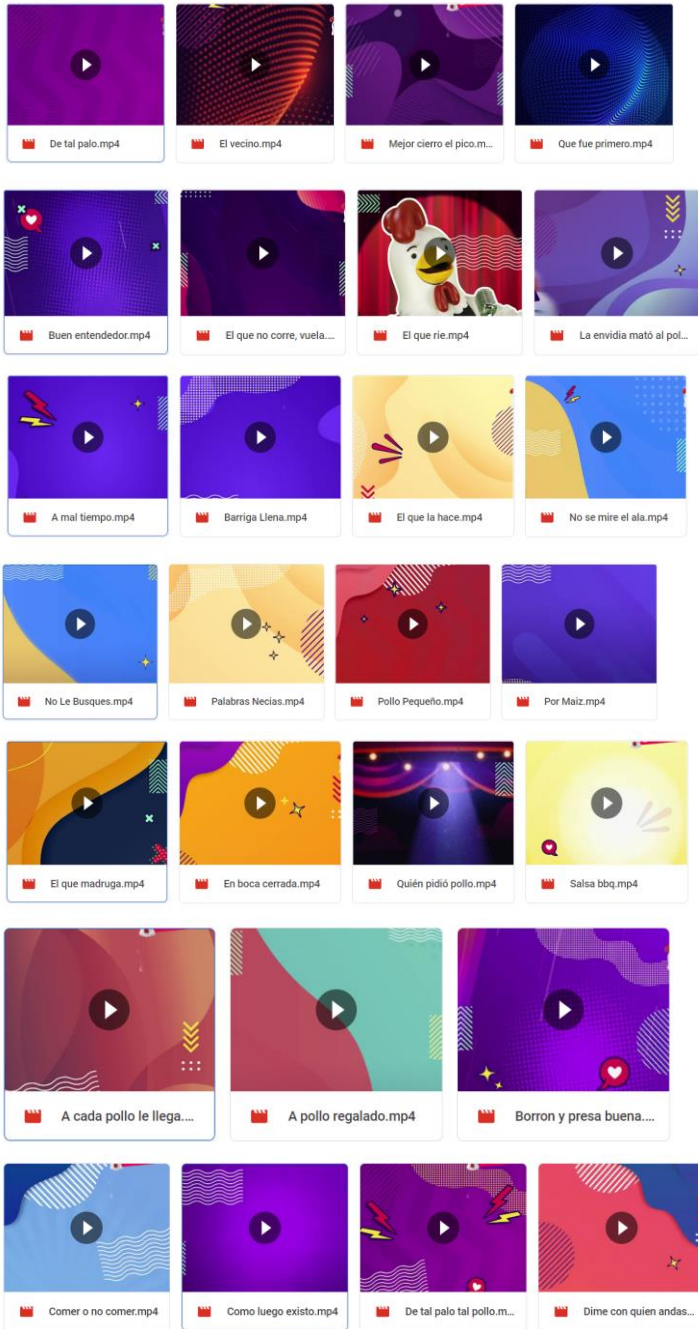 De tal palo.mp4
El vecino.mp4
Mejor cierro el pico.m...
Que fue primero.mp4
Buen entendedor.mp4
El que no corre, vuela....
El que rie.mp4
La envidia mató al pol...
A mal tiempo.mp4
Barriga Llena.mp4
El que la hace.mp4
No se mire el ala.mp4
No Le Busques.mp4
Palabras Necias.mp4
Pollo Pequeño.mp4
Por Maiz.mp4
El que madruga.mp4
En boca cerrada.mp4
Quién pidió pollo.mp4
Salsa bbq.mp4
A cada pollo le llega....
A pollo regalado.mp4
Borron y presa buena....
Comer o no comer.mp4
Como luego existo.mp4
De tal palo tal pollo.m...
Dime con quien andas...